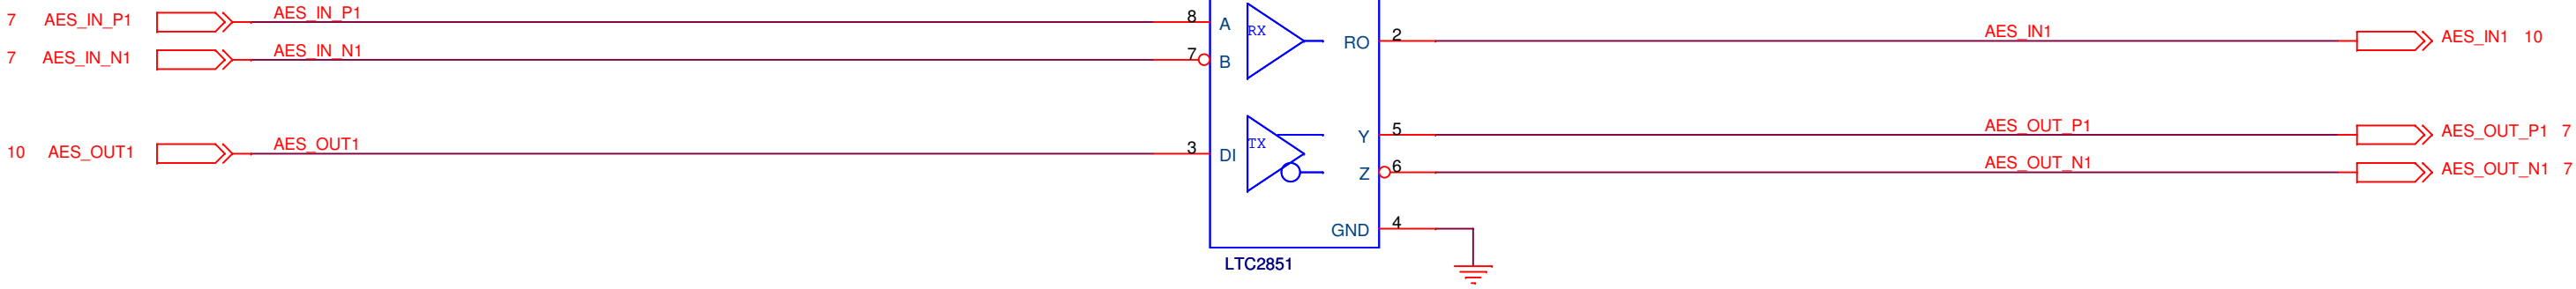 7 AES_IN_P1 AES_IN_P1 8 A RX RO 2 AES_IN1 AES_IN1 10
7 AES_IN_N1 AES_IN_N1 7 B
10 AES_OUT1 AES_OUT1 3 DI TX Y 5 AES_OUT_P1 AES_OUT_P1 7
Z 6 AES_OUT_N1 AES_OUT_N1 7
GND 4
LTC2851